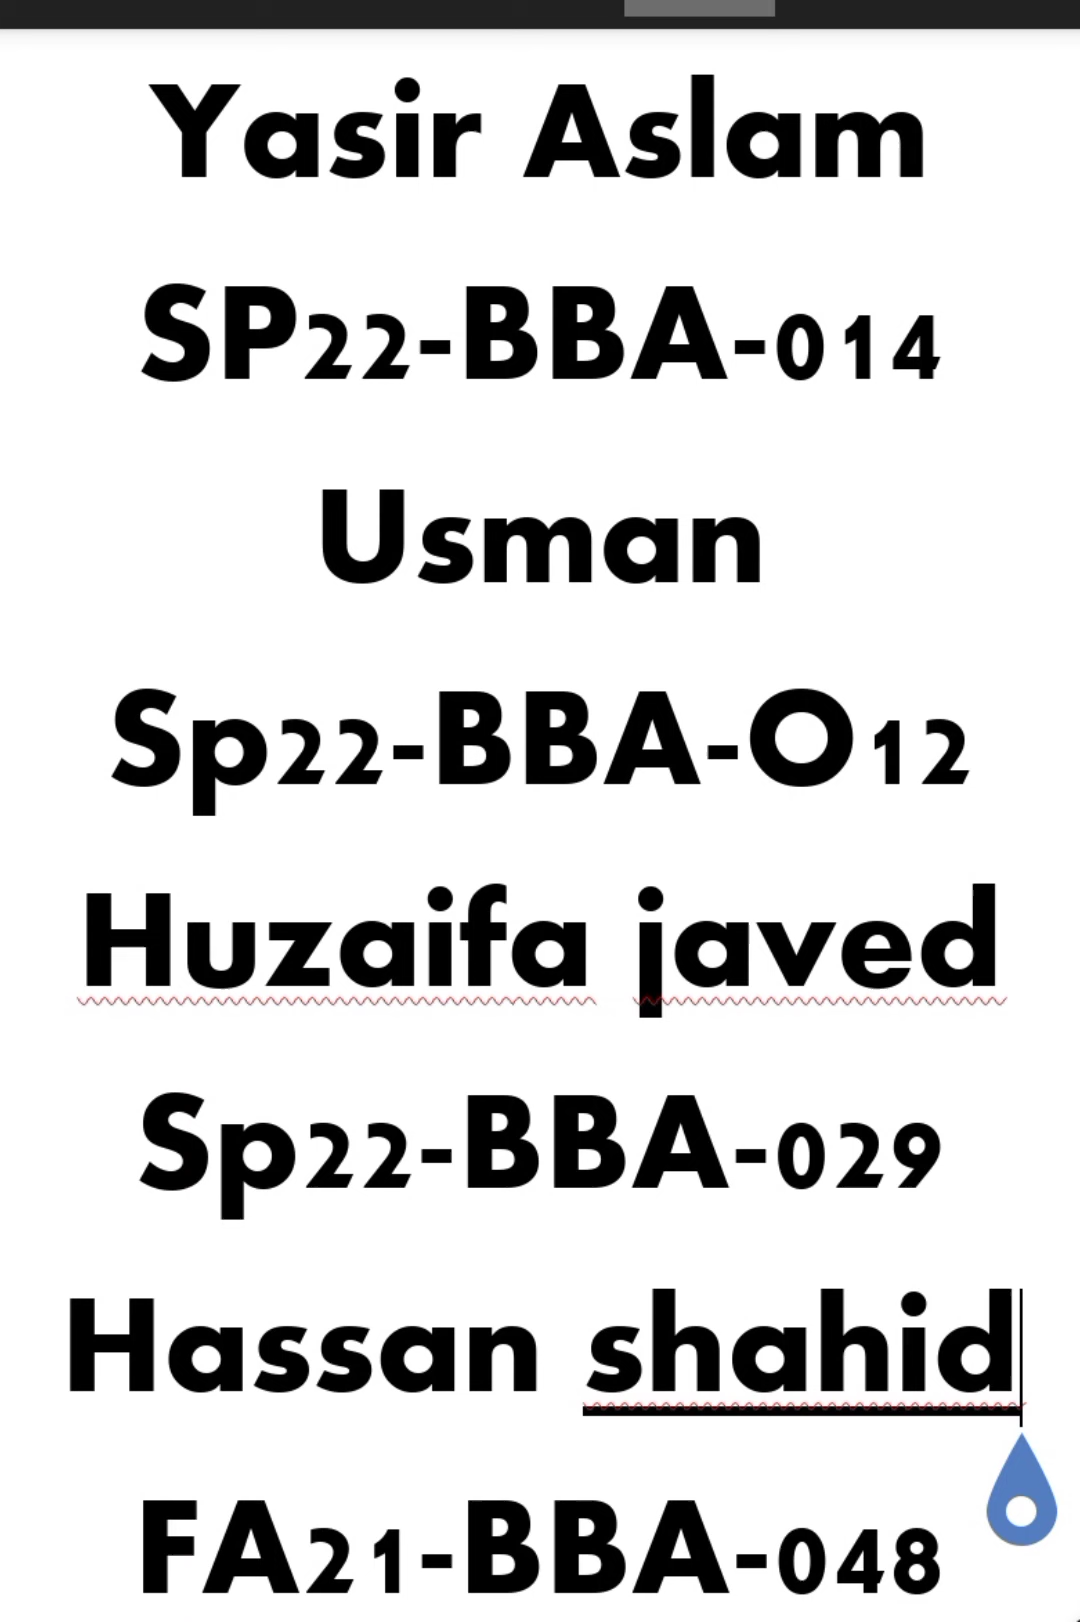 Yasir Aslam
SP22-BBA-014
Usman
Sp22-BBA-O12
Huzaifa javed
Sp22-BBA-029
Hassan shahid
FA21-BBA-048